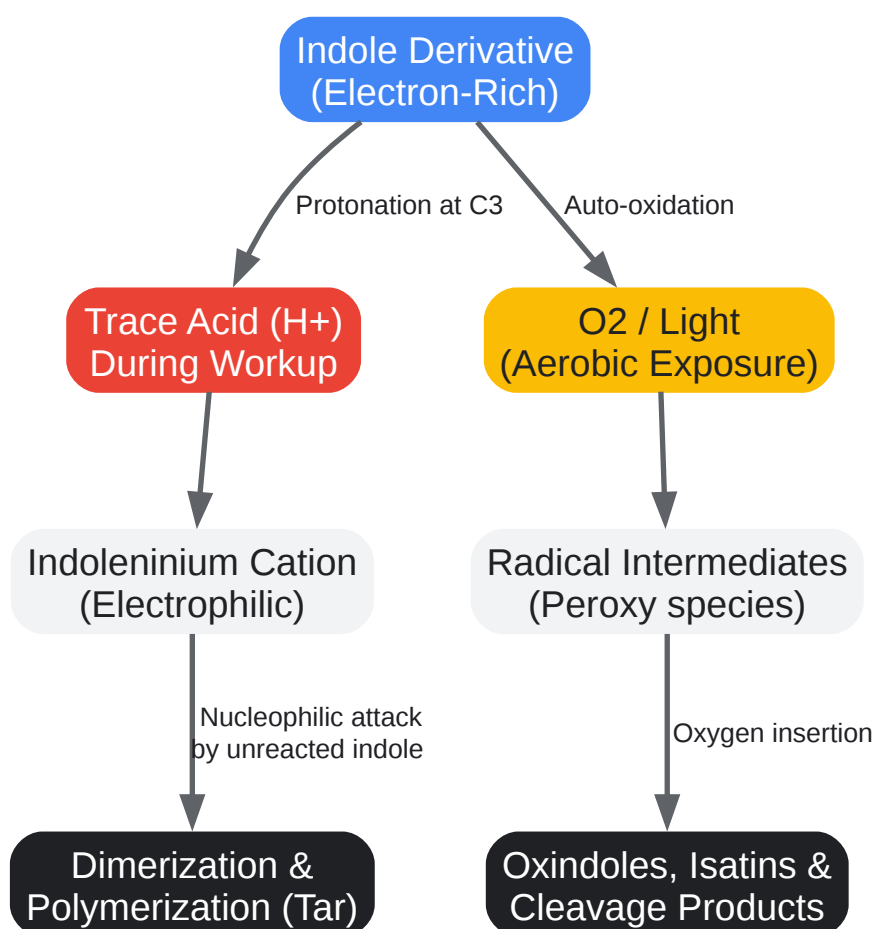 Indole Derivative
(Electron-Rich)
Protonation at C3
Auto-oxidation
Trace Acid (H+)
During Workup
O2 / Light
(Aerobic Exposure)
Indoleninium Cation
(Electrophilic)
Radical Intermediates
(Peroxy species)
Nucleophilic attack
by unreacted indole
Oxygen insertion
Dimerization &
Polymerization (Tar)
Oxindoles, Isatins &
Cleavage Products